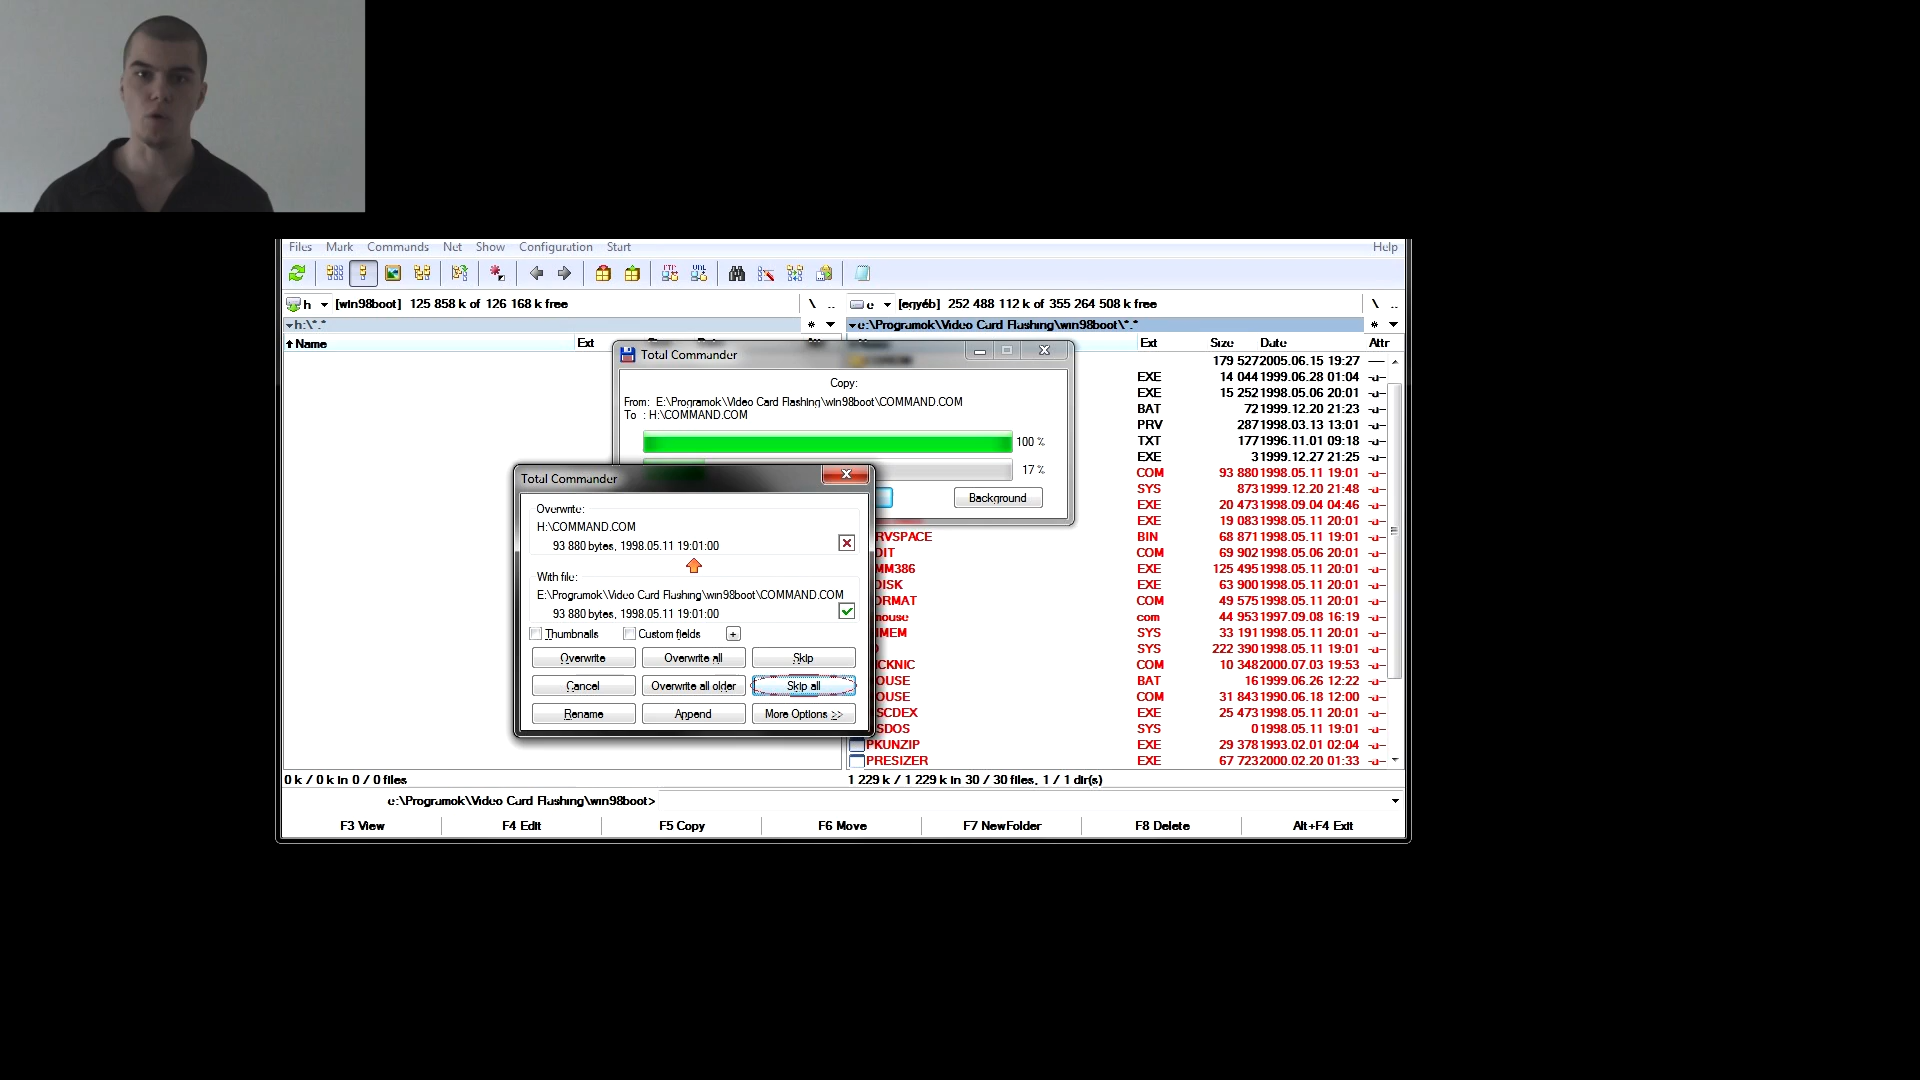 Files Mark Commands Net Show Configuration Start Help
h [win98boot] 125 858 k of 126 168 k free \ ..
e [egyéb] 252 488 112 k of 355 264 508 k free \ ..
h:\*.* *
e:\Programok\Video Card Flashing\win98boot\*.* *
Name Ext
Ext Size Date Attr
Total Commander
Copy:
From: E:\Programok\Video Card Flashing\win98boot\COMMAND.COM
To : H:\COMMAND.COM
100 %
17 %
Background
Total Commander
Overwrite:
H:\COMMAND.COM
93 880 bytes, 1998.05.11 19:01:00
With file:
E:\Programok\Video Card Flashing\win98boot\COMMAND.COM
93 880 bytes, 1998.05.11 19:01:00
Thumbnails Custom fields +
Overwrite Overwrite all Skip
Cancel Overwrite all older Skip all
Rename Append More Options >>
179 527 2005.06.15 19:27 —
EXE 14 044 1999.06.28 01:04 -a-
EXE 15 252 1998.05.06 20:01 -a-
BAT 72 1999.12.20 21:23 -a-
PRV 287 1998.03.13 13:01 -a-
TXT 177 1996.11.01 09:18 -a-
EXE 3 1999.12.27 21:25 -a-
COM 93 880 1998.05.11 19:01 -a-
SYS 873 1999.12.20 21:48 -a-
EXE 20 473 1998.09.04 04:46 -a-
EXE 19 083 1998.05.11 20:01 -a-
RVSPACE BIN 68 871 1998.05.11 19:01 -a-
DIT COM 69 902 1998.05.06 20:01 -a-
MM386 EXE 125 495 1998.05.11 20:01 -a-
DISK EXE 63 900 1998.05.11 20:01 -a-
ORMAT COM 49 575 1998.05.11 20:01 -a-
mouse com 44 953 1997.09.08 16:19 -a-
IMEM SYS 33 191 1998.05.11 20:01 -a-
O SYS 222 390 1998.05.11 19:01 -a-
ICKNIC COM 10 348 2000.07.03 19:53 -a-
OUSE BAT 16 1999.06.26 12:22 -a-
OUSE COM 31 843 1990.06.18 12:00 -a-
SCDEX EXE 25 473 1998.05.11 20:01 -a-
SDOS SYS 0 1998.05.11 19:01 -a-
PKUNZIP EXE 29 378 1993.02.01 02:04 -a-
PRESIZER EXE 67 723 2000.02.20 01:33 -a-
0 k / 0 k in 0 / 0 files
1 229 k / 1 229 k in 30 / 30 files, 1 / 1 dir(s)
e:\Programok\Video Card Flashing\win98boot>
F3 View F4 Edit F5 Copy F6 Move F7 NewFolder F8 Delete Alt+F4 Exit